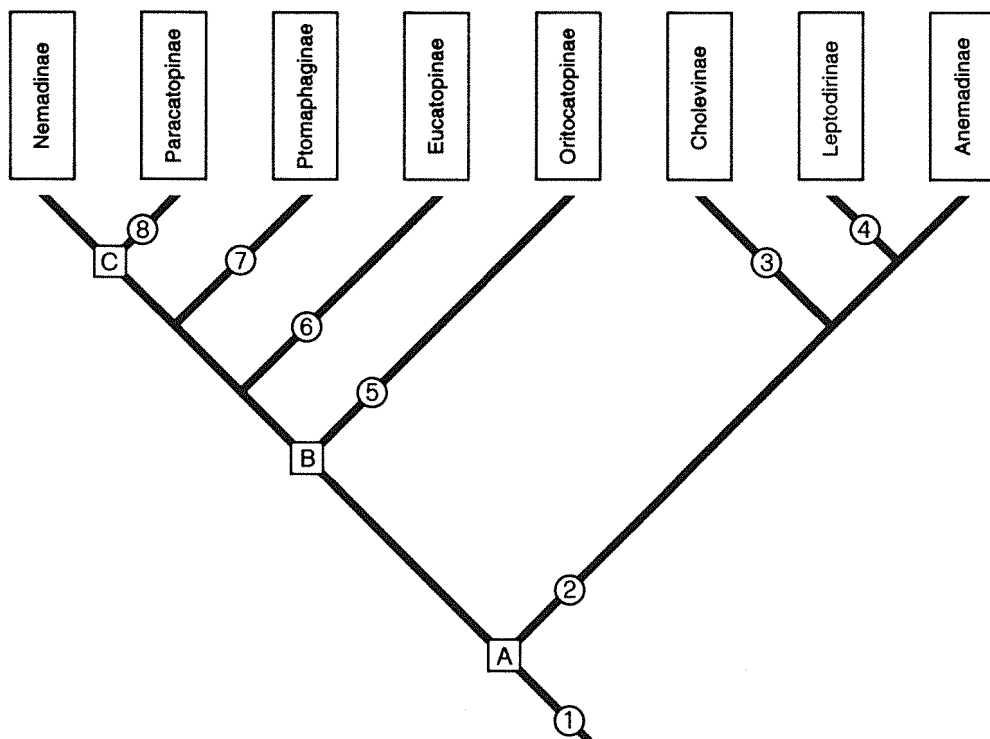 Nemadinae
Paracatopinae
Ptomaphaginae
Eucatopinae
Oritocatopinae
Cholevinae
Leptodirinae
Anemadinae
8
4
C
7
3
6
5
B
2
A
1